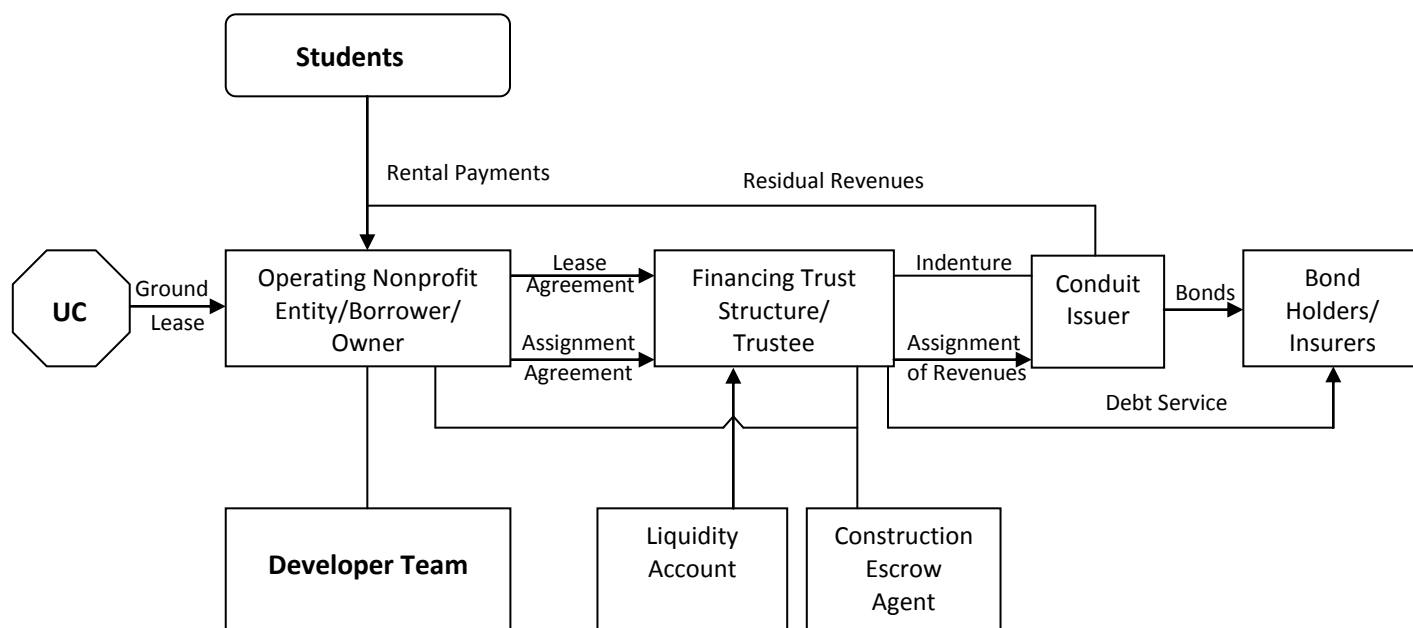 Students
Rental Payments
Residual Revenues
UC
Ground
Lease
Operating Nonprofit
Entity/Borrower/
Owner
Lease
Agreement
Assignment
Agreement
Financing Trust
Structure/
Trustee
Indenture
Assignment
of Revenues
Conduit
Issuer
Bonds
Bond
Holders/
Insurers
Debt Service
Developer Team
Liquidity
Account
Construction
Escrow
Agent